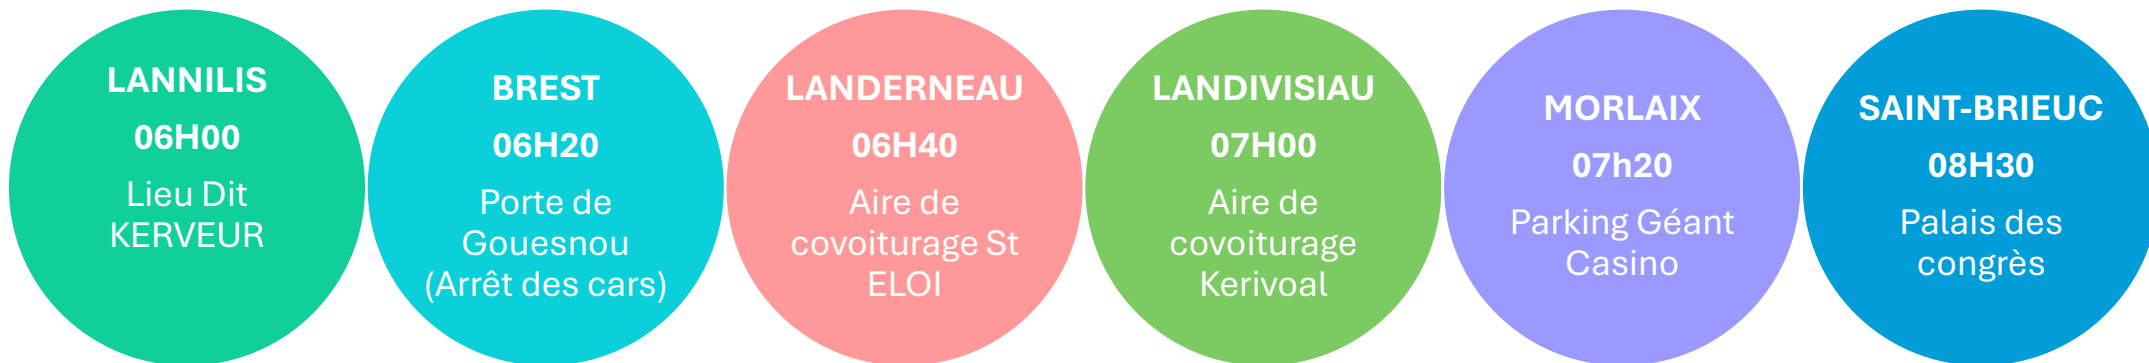 LANNILIS
06H00
Lieu Dit
KERVEUR
BREST
06H20
Porte de
Gouesnou
(Arrêt des cars)
LANDERNEAU
06H40
Aire de
covoiturage St
ELOI
LANDIVISIAU
07H00
Aire de
covoiturage
Kerivoal
MORLAIX
07h20
Parking Géant
Casino
SAINT-BRIEUC
08H30
Palais des
congrès